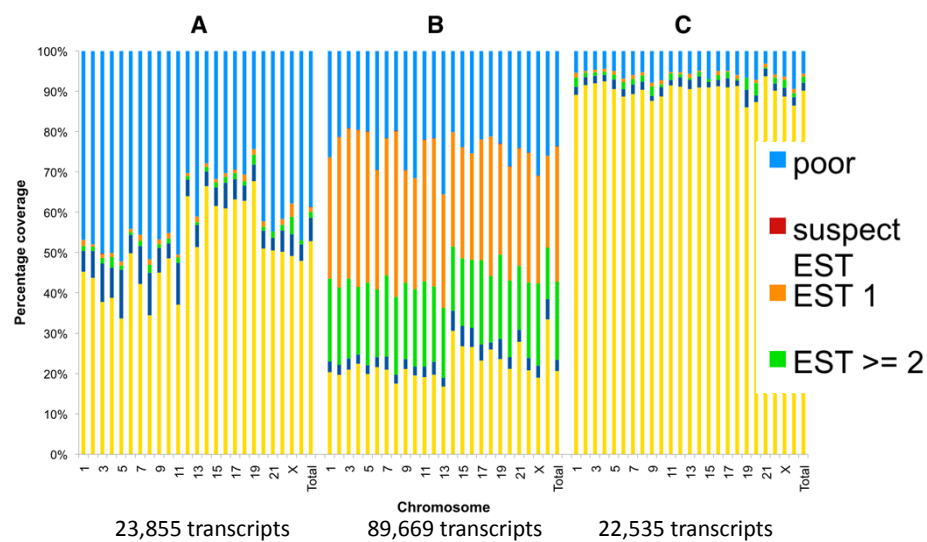 A B C
100%
90%
80%
70%
60%
50%
40%
30%
20%
10%
0%
Percentage coverage
poor
suspect
EST
EST 1
EST >= 2
1 3 5 7 9 11 13 15 17 19 21 X Total 1 3 5 7 9 11 13 15 17 19 21 X Total 1 3 5 7 9 11 13 15 17 19 21 X Total
Chromosome
23,855 transcripts 89,669 transcripts 22,535 transcripts